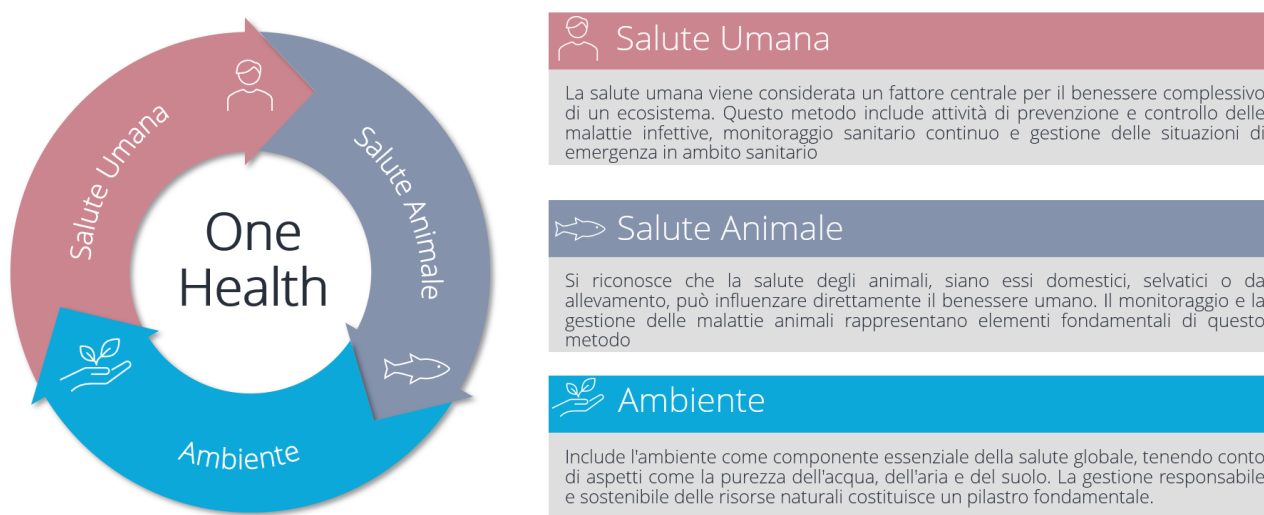 Salute Umana
Salute Animale
One
Health
Ambiente
Salute Umana
La salute umana viene considerata un fattore centrale per il benessere complessivo
di un ecosistema. Questo metodo include attività di prevenzione e controllo delle
malattie infettive, monitoraggio sanitario continuo e gestione delle situazioni di
emergenza in ambito sanitario
Salute Animale
Si riconosce che la salute degli animali, siano essi domestici, selvatici o da
allevamento, può influenzare direttamente il benessere umano. Il monitoraggio e la
gestione delle malattie animali rappresentano elementi fondamentali di questo
metodo
Ambiente
Include l'ambiente come componente essenziale della salute globale, tenendo conto
di aspetti come la purezza dell'acqua, dell'aria e del suolo. La gestione responsabile
e sostenibile delle risorse naturali costituisce un pilastro fondamentale.